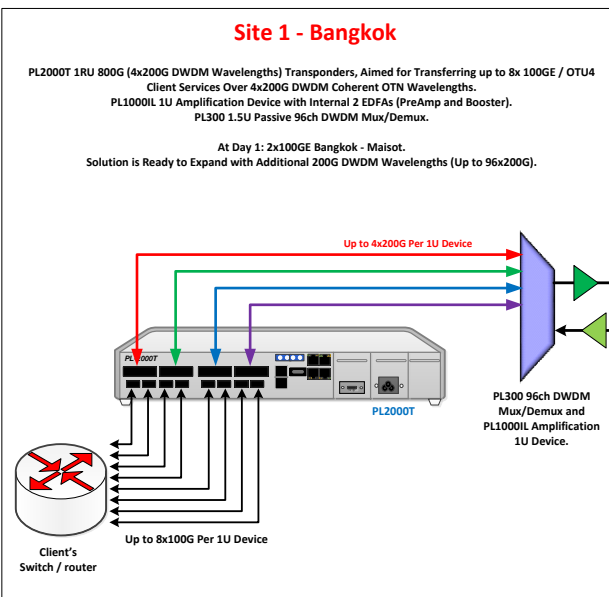 Site 1 - Bangkok
PL2000T 1RU 800G (4x200G DWDM Wavelengths) Transponders, Aimed for Transferring up to 8x 100GE / OTU4
Client Services Over 4x200G DWDM Coherent OTN Wavelengths.
PL1000IL 1U Amplification Device with Internal 2 EDFAs (PreAmp and Booster).
PL300 1.5U Passive 96ch DWDM Mux/Demux.
At Day 1: 2x100GE Bangkok - Maisot.
Solution is Ready to Expand with Additional 200G DWDM Wavelengths (Up to 96x200G).
Up to 4x200G Per 1U Device
PL2000T
PL2000T
PL300 96ch DWDM
Mux/Demux and
PL1000IL Amplification
1U Device.
Up to 8x100G Per 1U Device
Client's
Switch / router